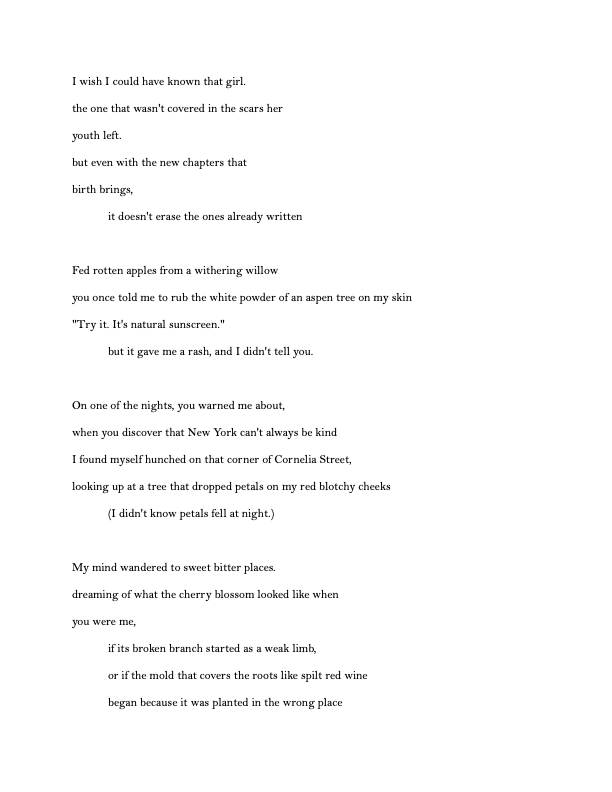 I wish I could have known that girl.
the one that wasn't covered in the scars her
youth left.
but even with the new chapters that
birth brings,
it doesn't erase the ones already written
Fed rotten apples from a withering willow
you once told me to rub the white powder of an aspen tree on my skin
"Try it. It's natural sunscreen."
but it gave me a rash, and I didn't tell you.
On one of the nights, you warned me about,
when you discover that New York can't always be kind
I found myself hunched on that corner of Cornelia Street,
looking up at a tree that dropped petals on my red blotchy cheeks
(I didn't know petals fell at night.)
My mind wandered to sweet bitter places.
dreaming of what the cherry blossom looked like when
you were me,
if its broken branch started as a weak limb,
or if the mold that covers the roots like spilt red wine
began because it was planted in the wrong place